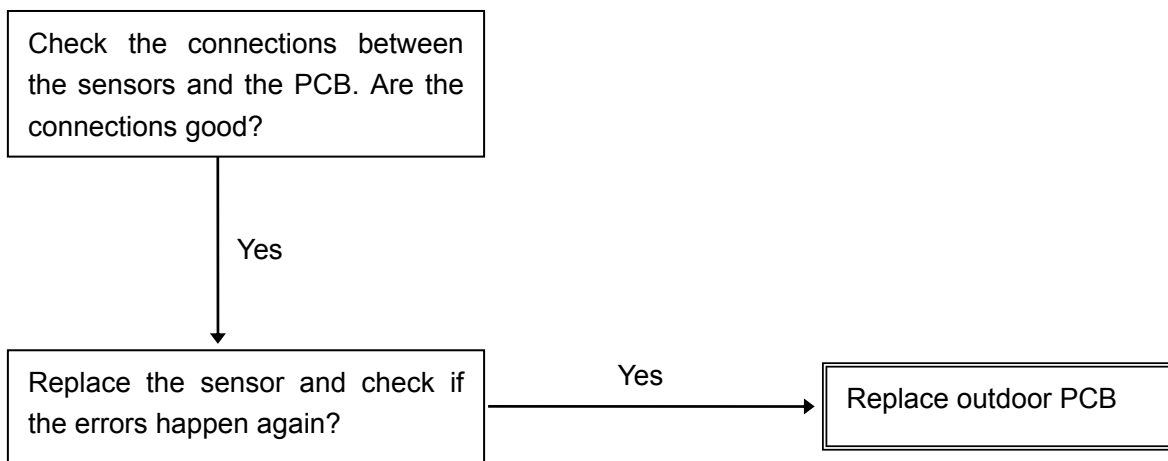 Check the connections between
the sensors and the PCB. Are the
connections good?
Yes
Replace the sensor and check if
the errors happen again?
Yes
Replace outdoor PCB